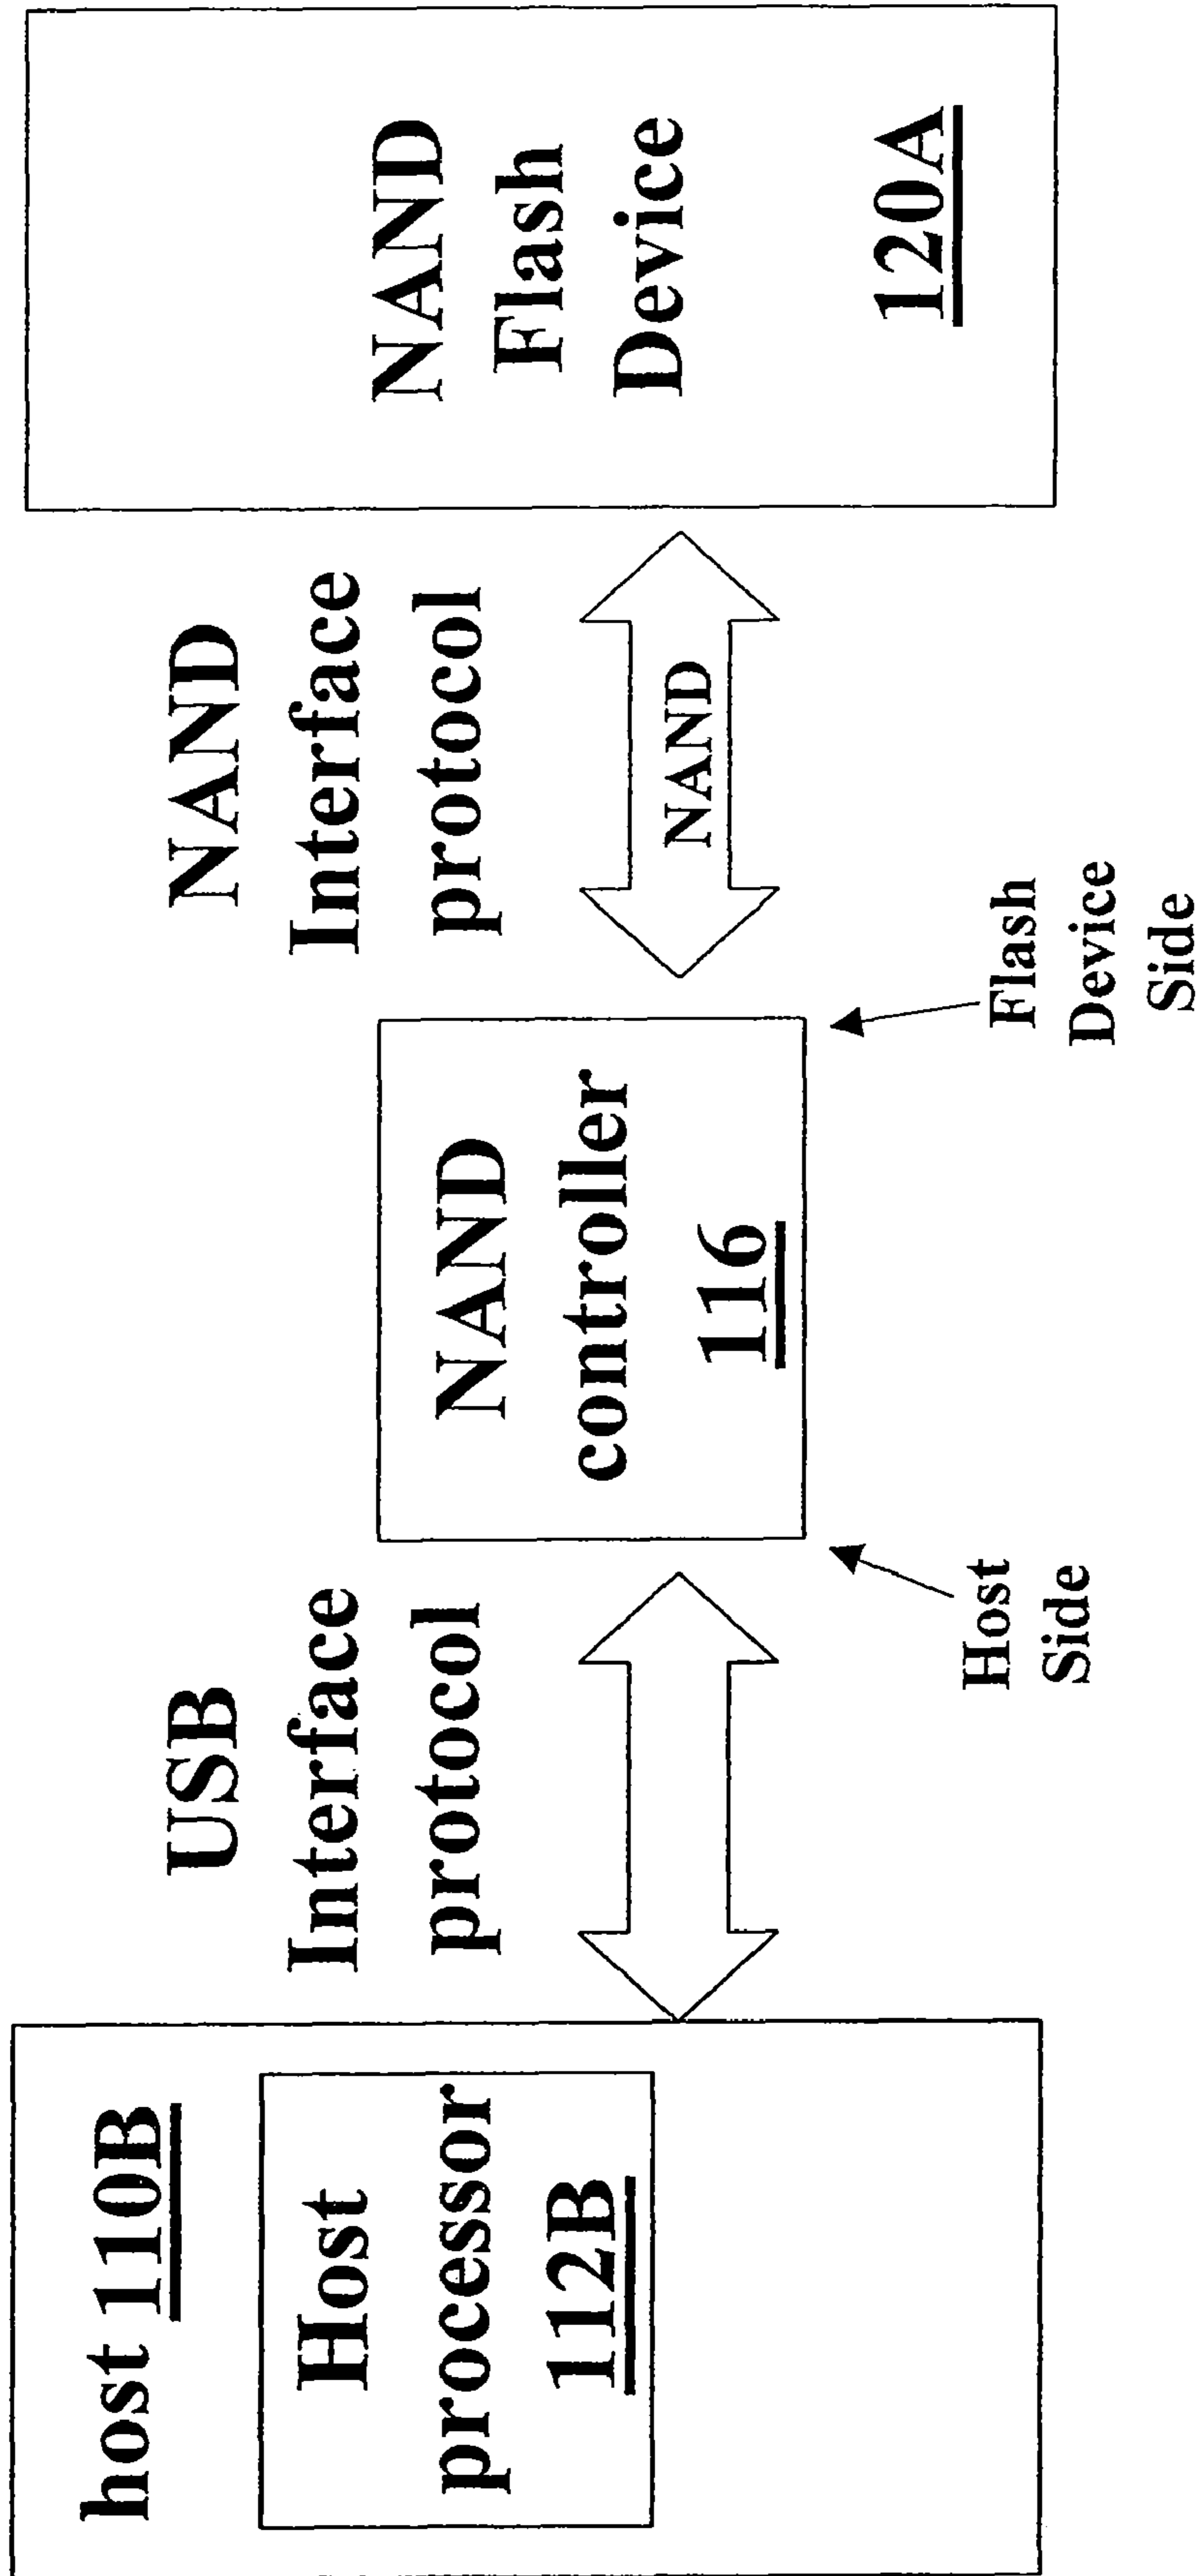 host 110B
Host
processor
112B
USB
Interface
protocol
Host
Side
NAND
controller
116
NAND
Interface
protocol
NAND
Flash
Device
Side
NAND
Flash
Device
120A